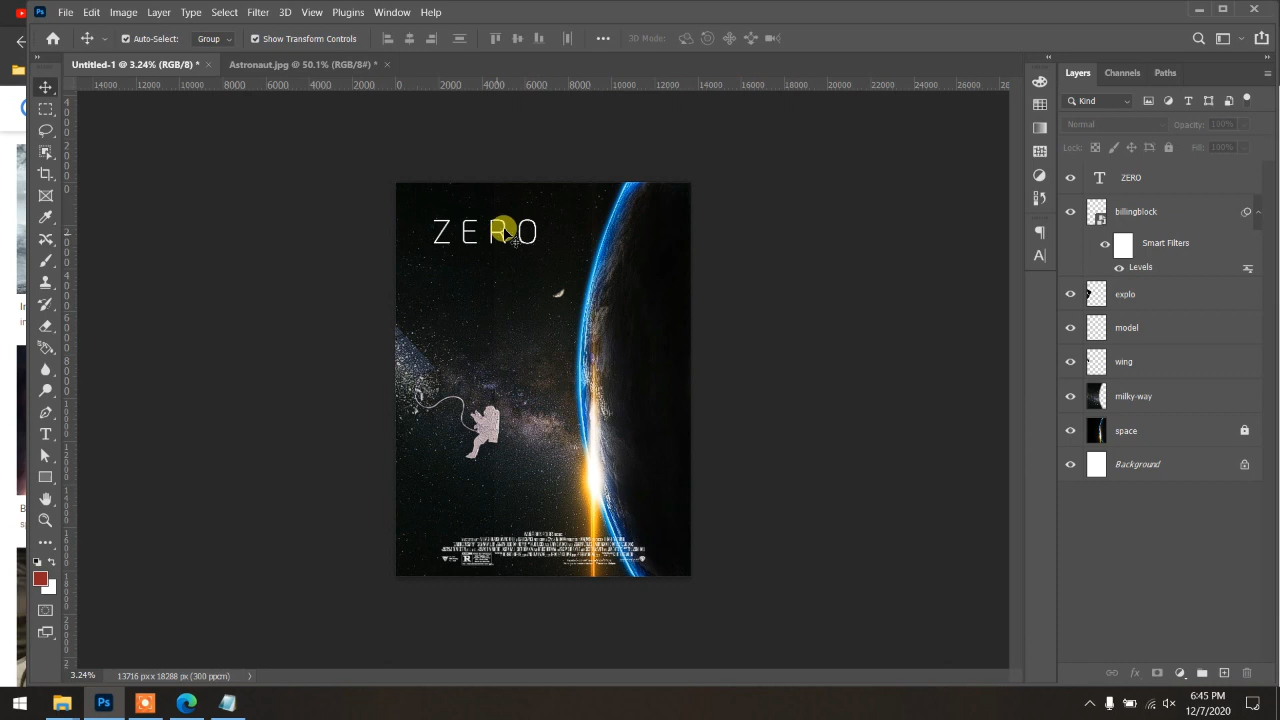 Ps File Edit Image Layer Type Select Filter 3D View Plugins Window Help
Auto-Select: Group Show Transform Controls 3D Mode:
Untitled-1 @ 3.24% (RGB/8) * × Astronaut.jpg @ 50.1% (RGB/8#) * ×
14000 12000 10000 8000 6000 4000 2000 0 2000 4000 6000 8000 10000 12000 14000 16000 18000 20000 22000 24000 26000
Layers Channels Paths
Kind
Normal Opacity: 100%
Lock: Fill: 100%
ZERO
T ZERO
billingblock
Smart Filters
Levels
explo
model
wing
milky-way
space
Background
R
3.24% 13716 px x 18288 px (300 ppcm)
Ps
6:45 PM
12/7/2020